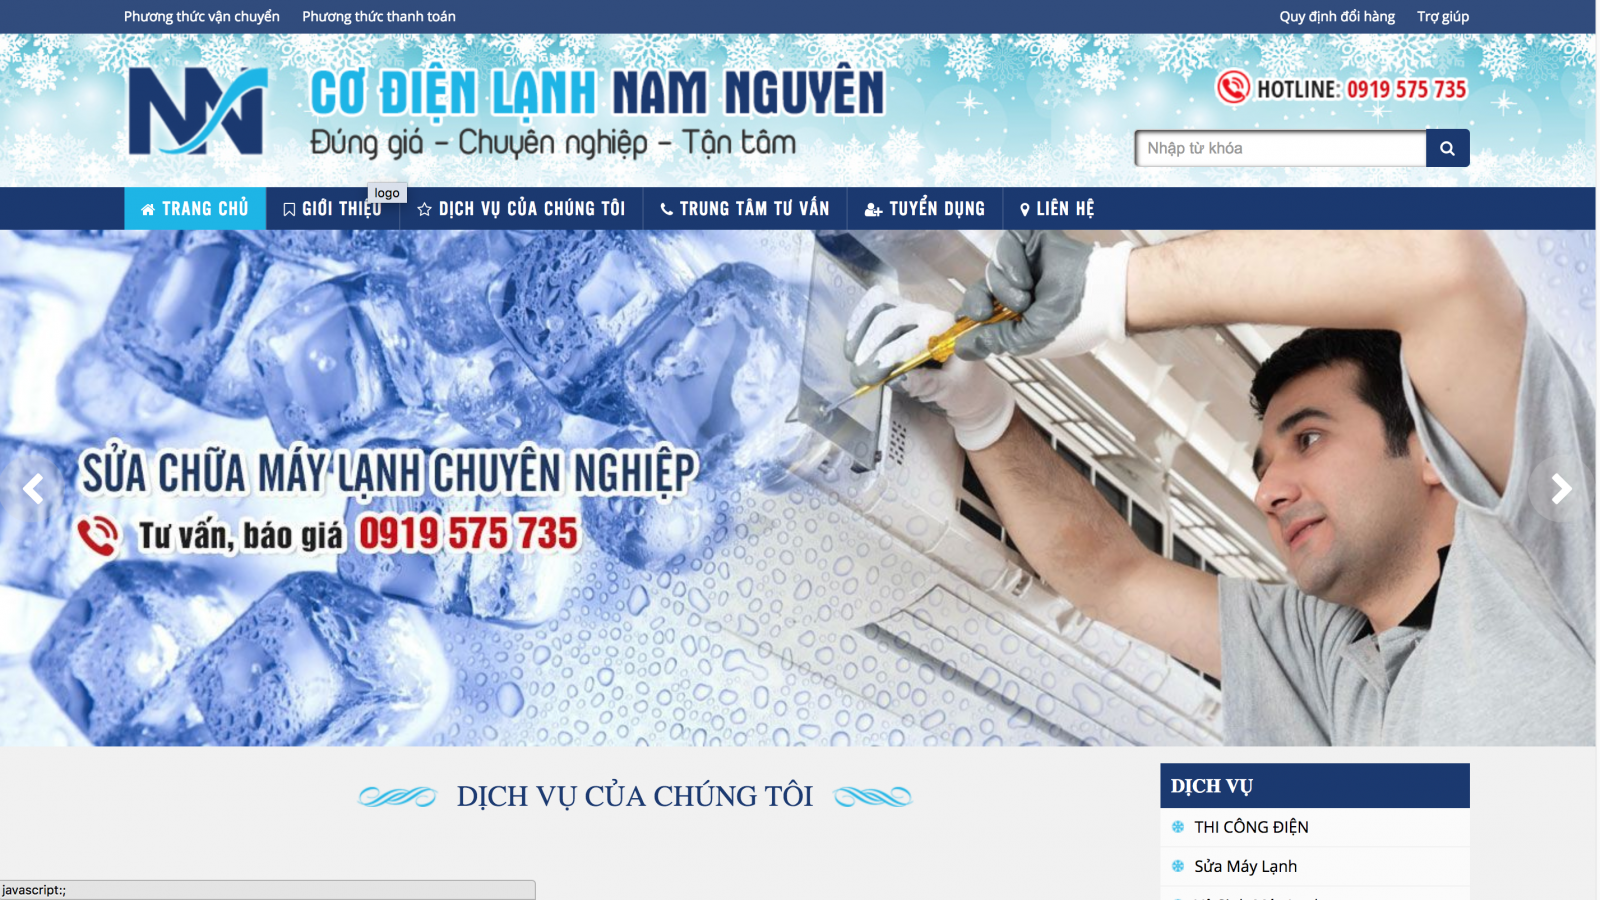 Phương thức vận chuyển Phương thức thanh toán Quy định đổi hàng Trợ giúp
NN CƠ ĐIỆN LẠNH NAM NGUYÊN
Đúng giá – Chuyên nghiệp – Tận tâm
HOTLINE: 0919 575 735
Nhập từ khóa
logo
TRANG CHỦ GIỚI THIỆU DỊCH VỤ CỦA CHÚNG TÔI TRUNG TÂM TƯ VẤN TUYỂN DỤNG LIÊN HỆ
SỬA CHỮA MÁY LẠNH CHUYÊN NGHIỆP
Tư vấn, báo giá 0919 575 735
DỊCH VỤ CỦA CHÚNG TÔI
DỊCH VỤ
THI CÔNG ĐIỆN
Sửa Máy Lạnh
javascript:;